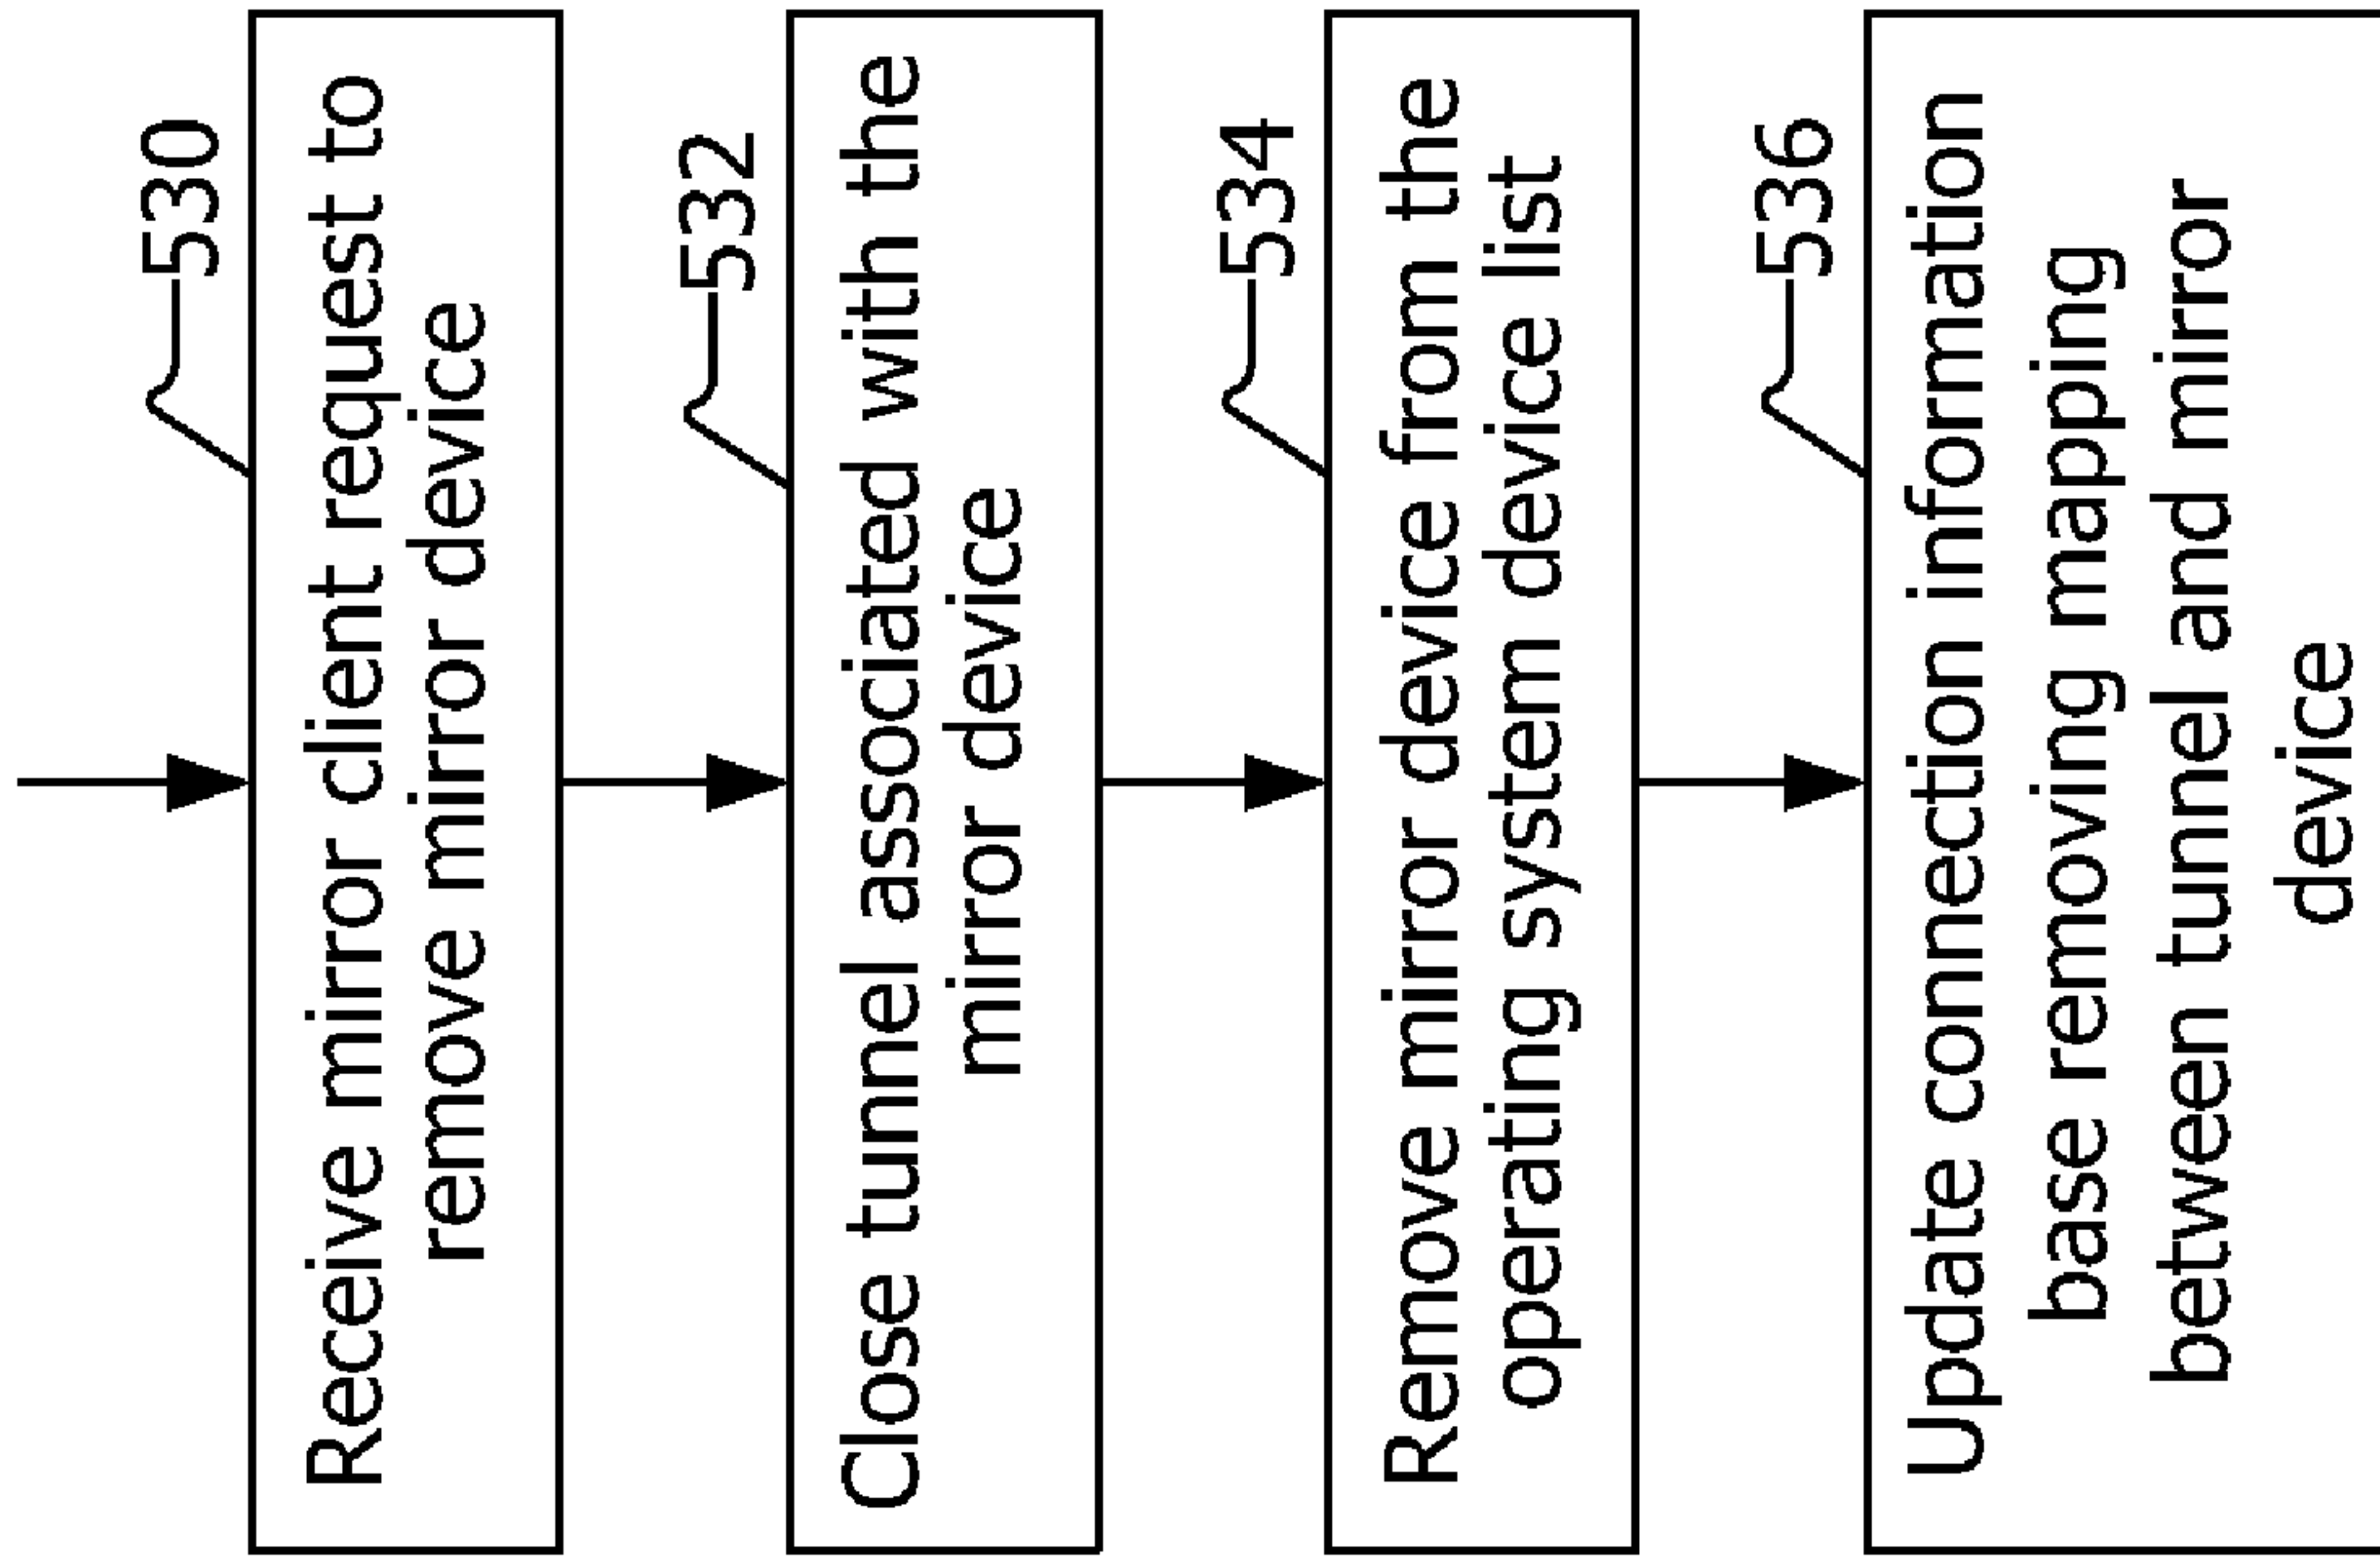 530
Receive mirror client request to
remove mirror device
532
Close tunnel associated with the
mirror device
534
Remove mirror device from the
operating system device list
536
Update connection information
base removing mapping
between tunnel and mirror
device